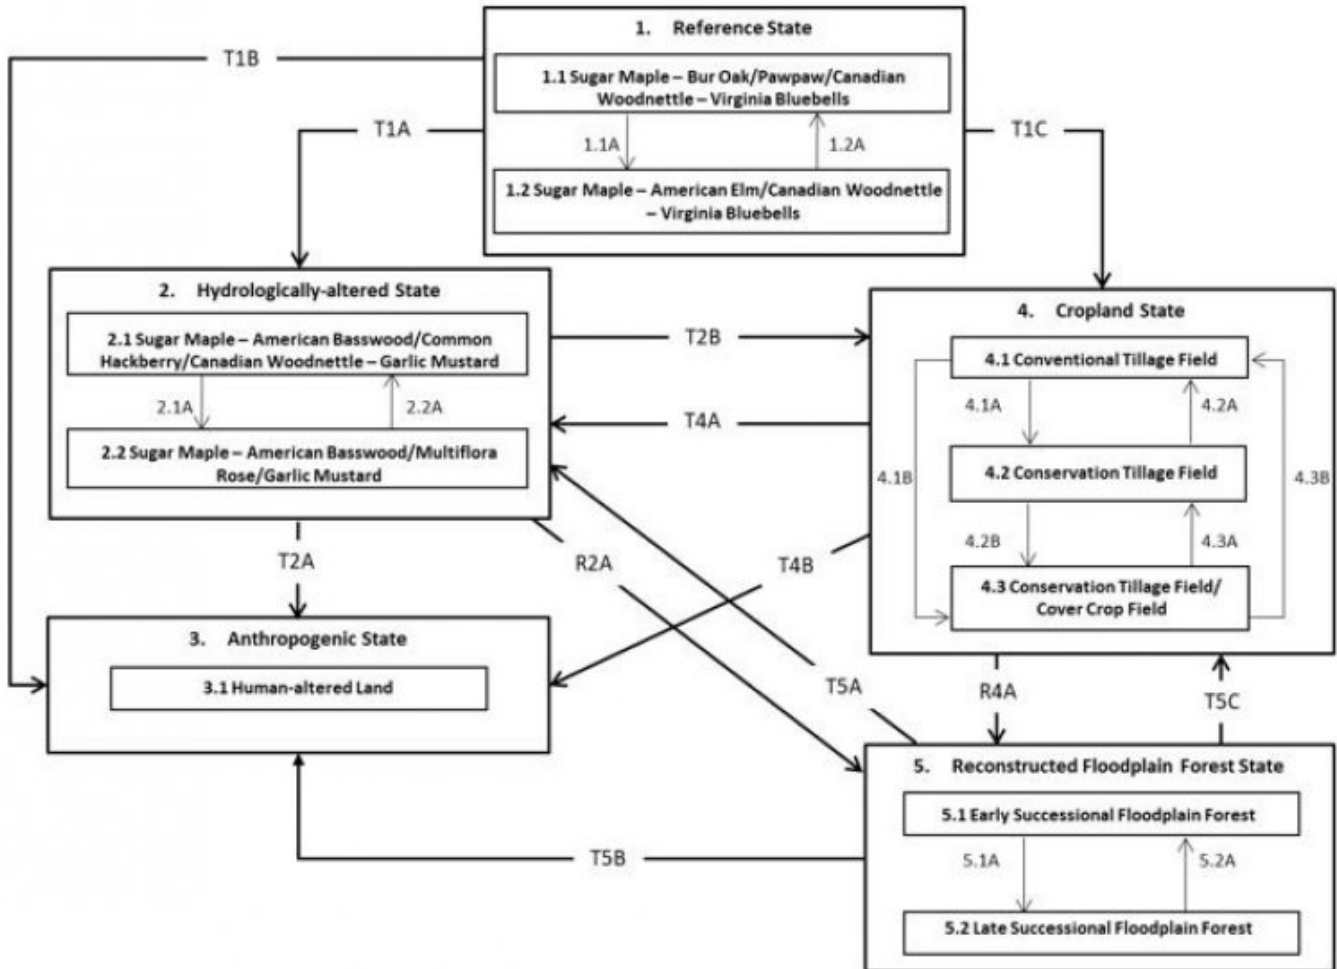 1. Reference State
T1B
1.1 Sugar Maple – Bur Oak/Pawpaw/Canadian
Woodnettle – Virginia Bluebells
T1A
T1C
1.1A
1.2A
1.2 Sugar Maple – American Elm/Canadian Woodnettle
– Virginia Bluebells
2. Hydrologically-altered State
2.1 Sugar Maple – American Basswood/Common
Hackberry/Canadian Woodnettle – Garlic Mustard
2.1A
2.2A
2.2 Sugar Maple – American Basswood/Multiflora
Rose/Garlic Mustard
T2B
T4A
4. Cropland State
4.1 Conventional Tillage Field
4.1A
4.2A
4.2 Conservation Tillage Field
4.1B
4.3B
4.2B
4.3A
4.3 Conservation Tillage Field/
Cover Crop Field
T2A
R2A
T4B
3. Anthropogenic State
3.1 Human-altered Land
T5A
R4A
T5C
5. Reconstructed Floodplain Forest State
5.1 Early Successional Floodplain Forest
5.1A
5.2A
5.2 Late Successional Floodplain Forest
T5B